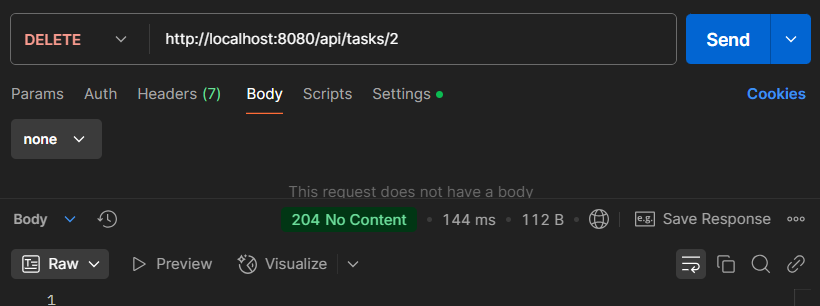 DELETE http://localhost:8080/api/tasks/2 Send
Params Auth Headers (7) Body Scripts Settings Cookies
none
This request does not have a body
Body 204 No Content 144 ms 112 B e.g. Save Response
Raw Preview Visualize
1